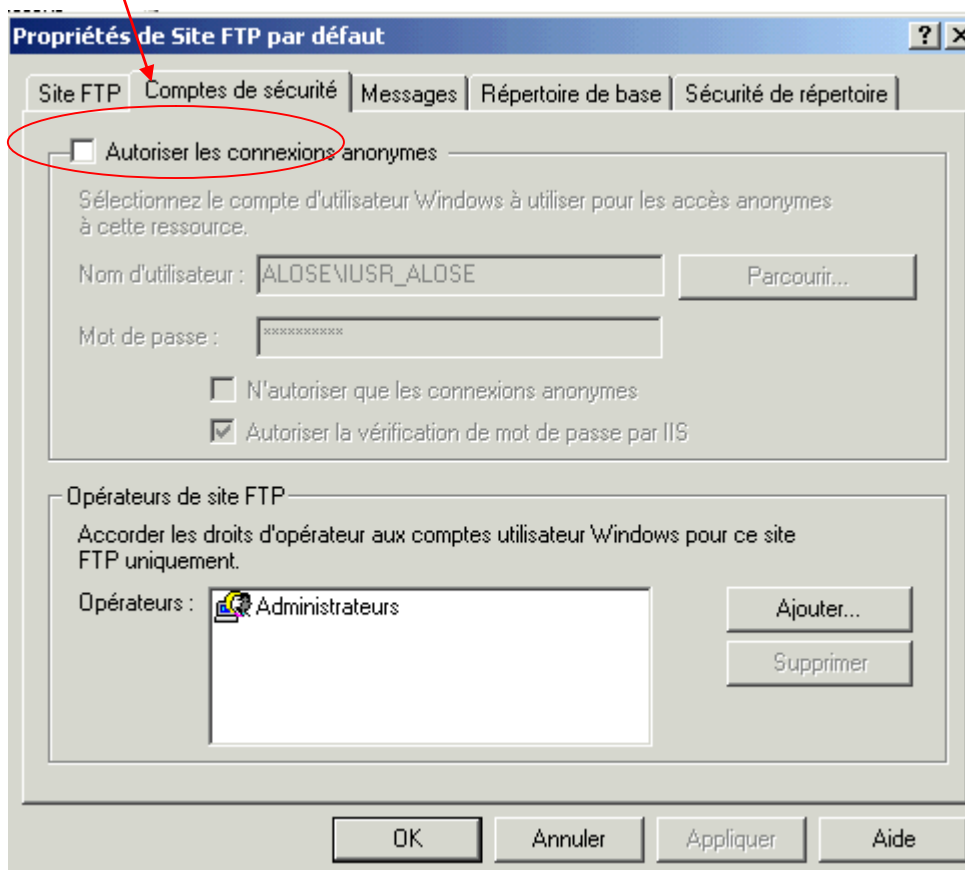 Propriétés de Site FTP par défaut
Site FTP Comptes de sécurité Messages Répertoire de base Sécurité de répertoire
Autoriser les connexions anonymes
Sélectionnez le compte d'utilisateur Windows à utiliser pour les accès anonymes
à cette ressource.
Nom d'utilisateur : ALOSE\IUSR_ALOSE Parcourir...
Mot de passe : **********
N'autoriser que les connexions anonymes
Autoriser la vérification de mot de passe par IIS
Opérateurs de site FTP
Accorder les droits d'opérateur aux comptes utilisateur Windows pour ce site
FTP uniquement.
Opérateurs : Administrateurs Ajouter...
Supprimer
OK Annuler Appliquer Aide